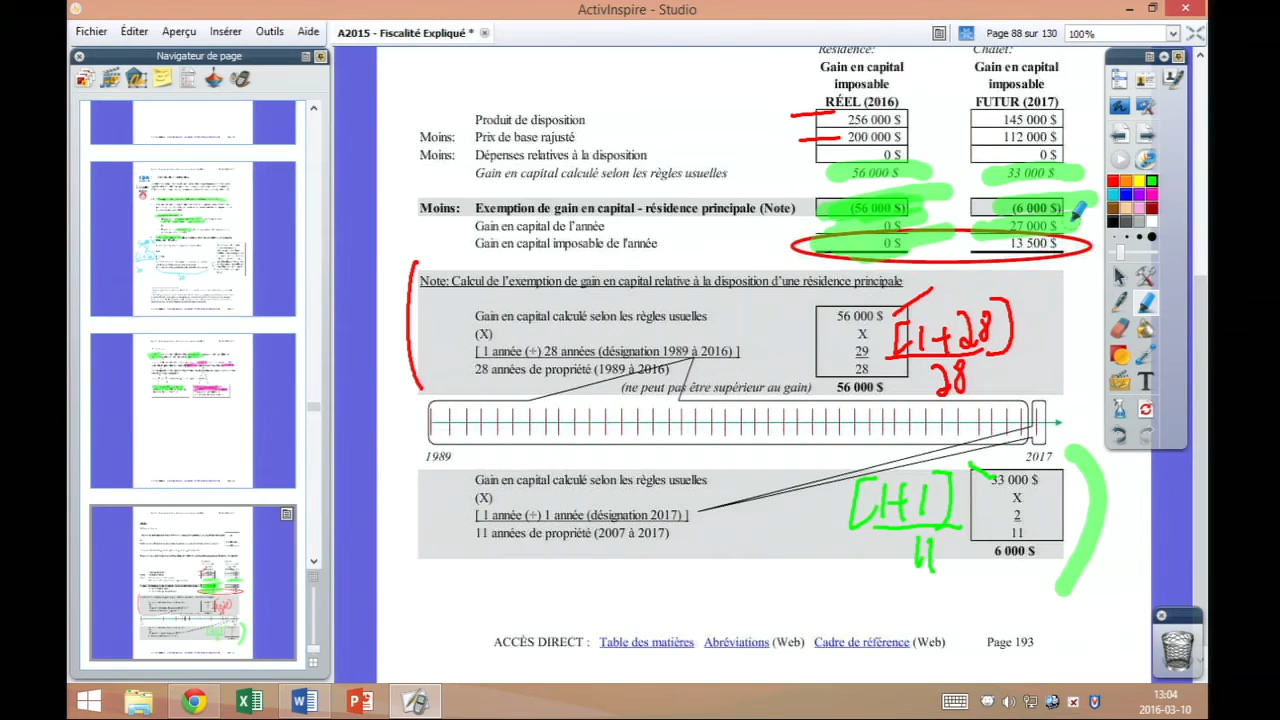 ActivInspire - Studio
Fichier Éditer Aperçu Insérer Outils Aide
A2015 - Fiscalité Expliqué *
Page 88 sur 130
100%
Navigateur de page
Résidence: Chalet:
Gain en capital Gain en capital
imposable imposable
RÉEL (2016) FUTUR (2017)
Produit de disposition 256 000 $ 145 000 $
Moins: Prix de base rajusté 200 000 $ 112 000 $
Moins: Dépenses relatives à la disposition 0 $ 0 $
Gain en capital calculé selon les règles usuelles
Moins: de gain en capital - résidence principale (Note) (56 000 $) (6 000 $)
Gain en capital de l'année 27 000 $
Gain en capital imposable de l'année 0 $
Note: Calcul de l'exemption de gain en capital relative à la disposition d'une résidence principale
Gain en capital calculé selon les règles usuelles 56 000 $
(X) X
[ 1 année (+) 28 années (désignation 1989 à 2016) ] 29
28 années de propriété (1989 à 2016) 28
(ne peut pas être supérieur au gain) 56 000 $
[1+28]
28
1989 2017
Gain en capital calculé selon les règles usuelles 33 000 $
(X) X
[ 1 année (+) 1 année (désignation 2017) ] 2
11 années de propriété (2007 à 2017) 11
6 000 $
[1+1]
11
ACCÈS DIRECT : Table des matières Abréviations (Web) Cadre de référence (Web) Page 193
13:04
2016-03-10